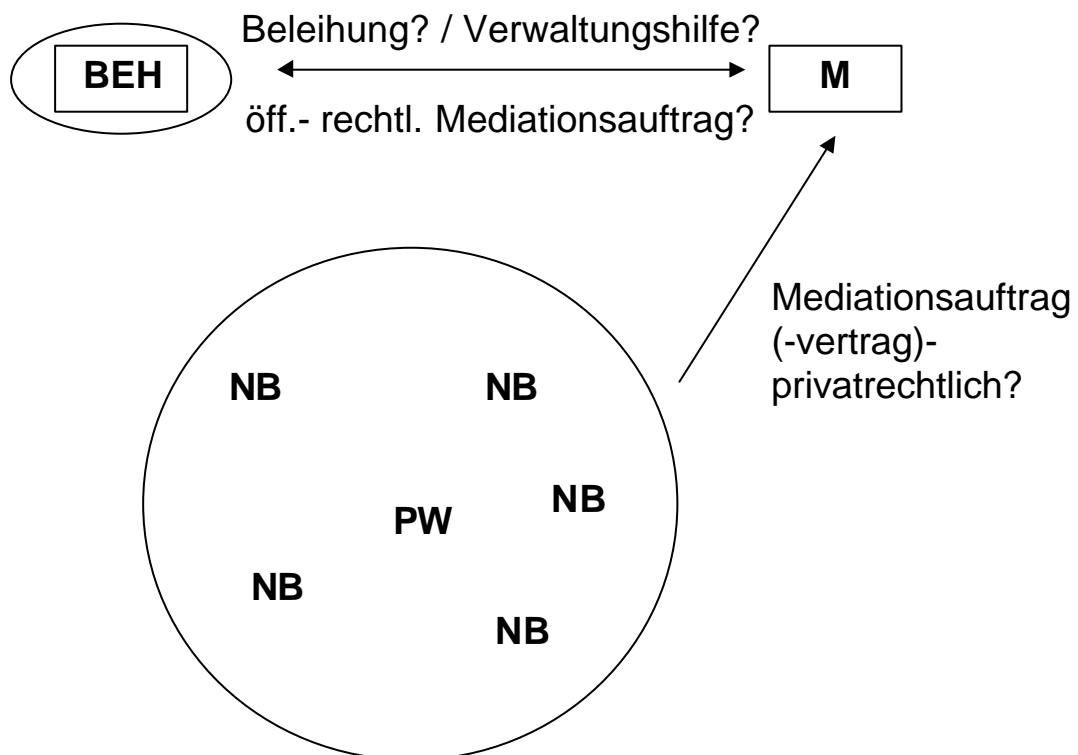 Beleihung? / Verwaltungshilfe?
BEH
M
öff.- rechtl. Mediationsauftrag?
Mediationsauftrag
(-vertrag)-
privatrechtlich?
NB
NB
NB
PW
NB
NB